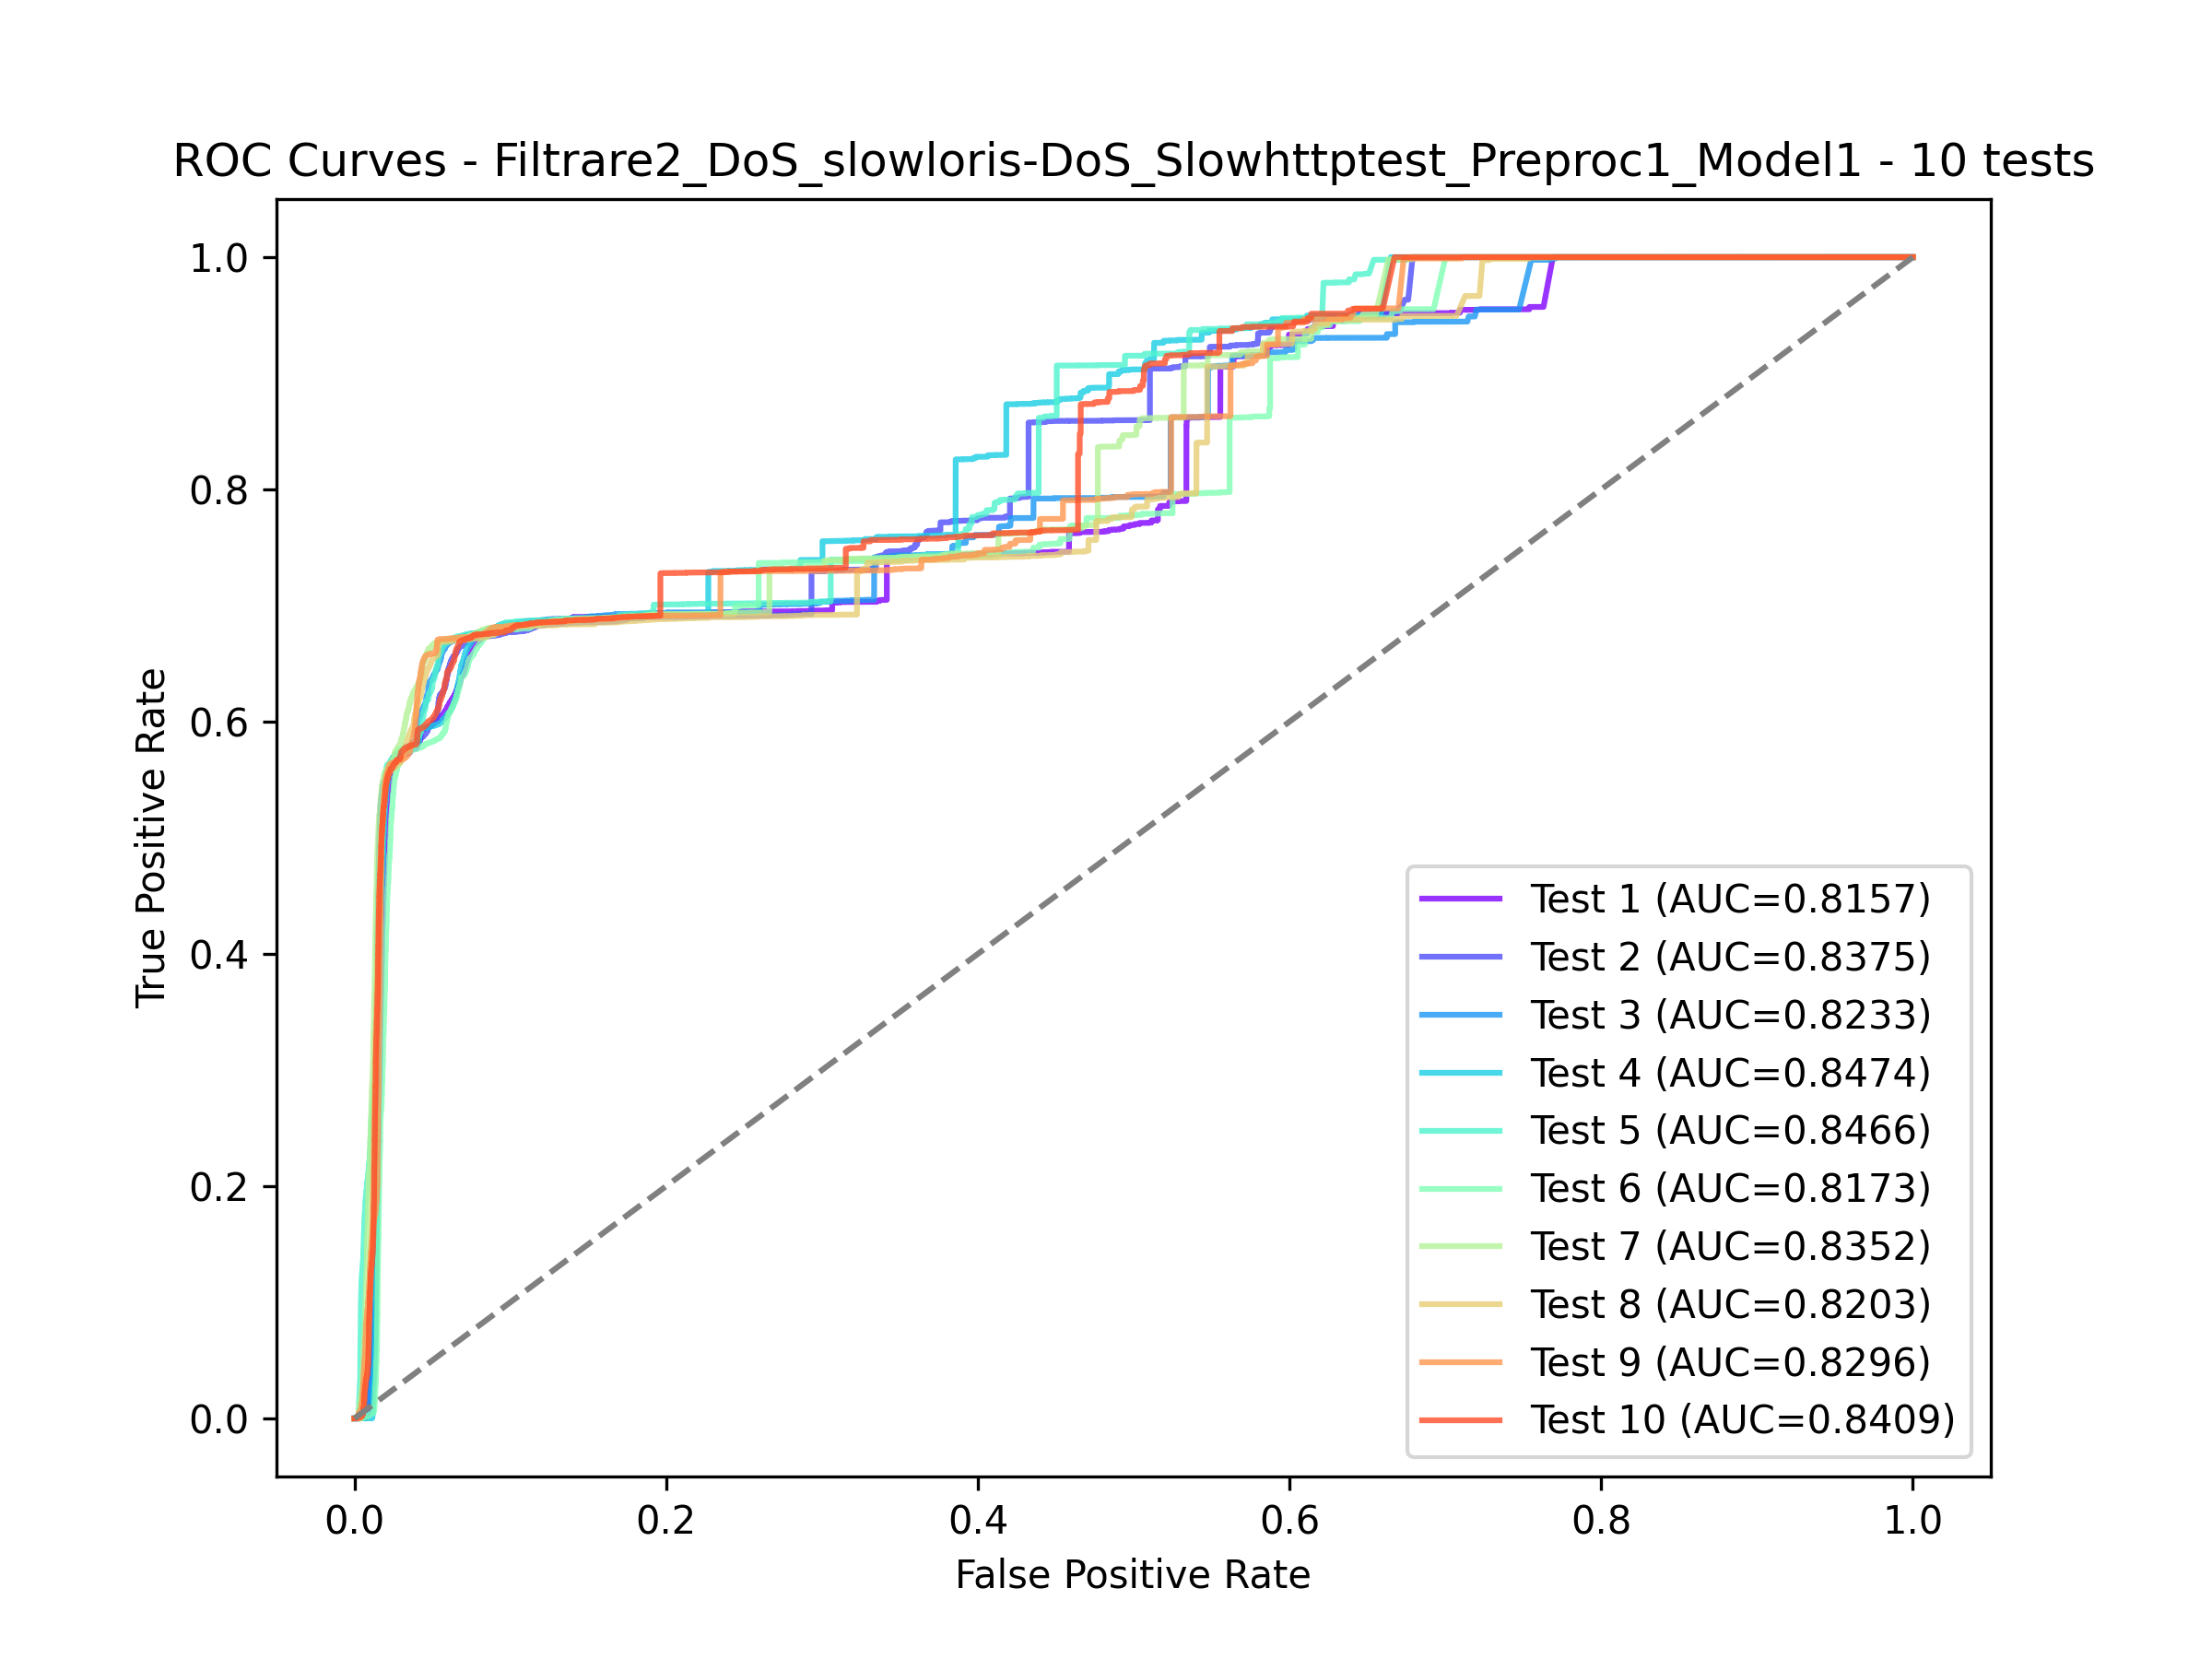 ROC Curves - Filtrare2_DoS_slowloris-DoS_Slowhttptest_Preproc1_Model1 - 10 tests
1.0
0.8
0.6
0.4
0.2
0.0
True Positive Rate
Test 1 (AUC=0.8157)
Test 2 (AUC=0.8375)
Test 3 (AUC=0.8233)
Test 4 (AUC=0.8474)
Test 5 (AUC=0.8466)
Test 6 (AUC=0.8173)
Test 7 (AUC=0.8352)
Test 8 (AUC=0.8203)
Test 9 (AUC=0.8296)
Test 10 (AUC=0.8409)
0.0 0.2 0.4 0.6 0.8 1.0
False Positive Rate